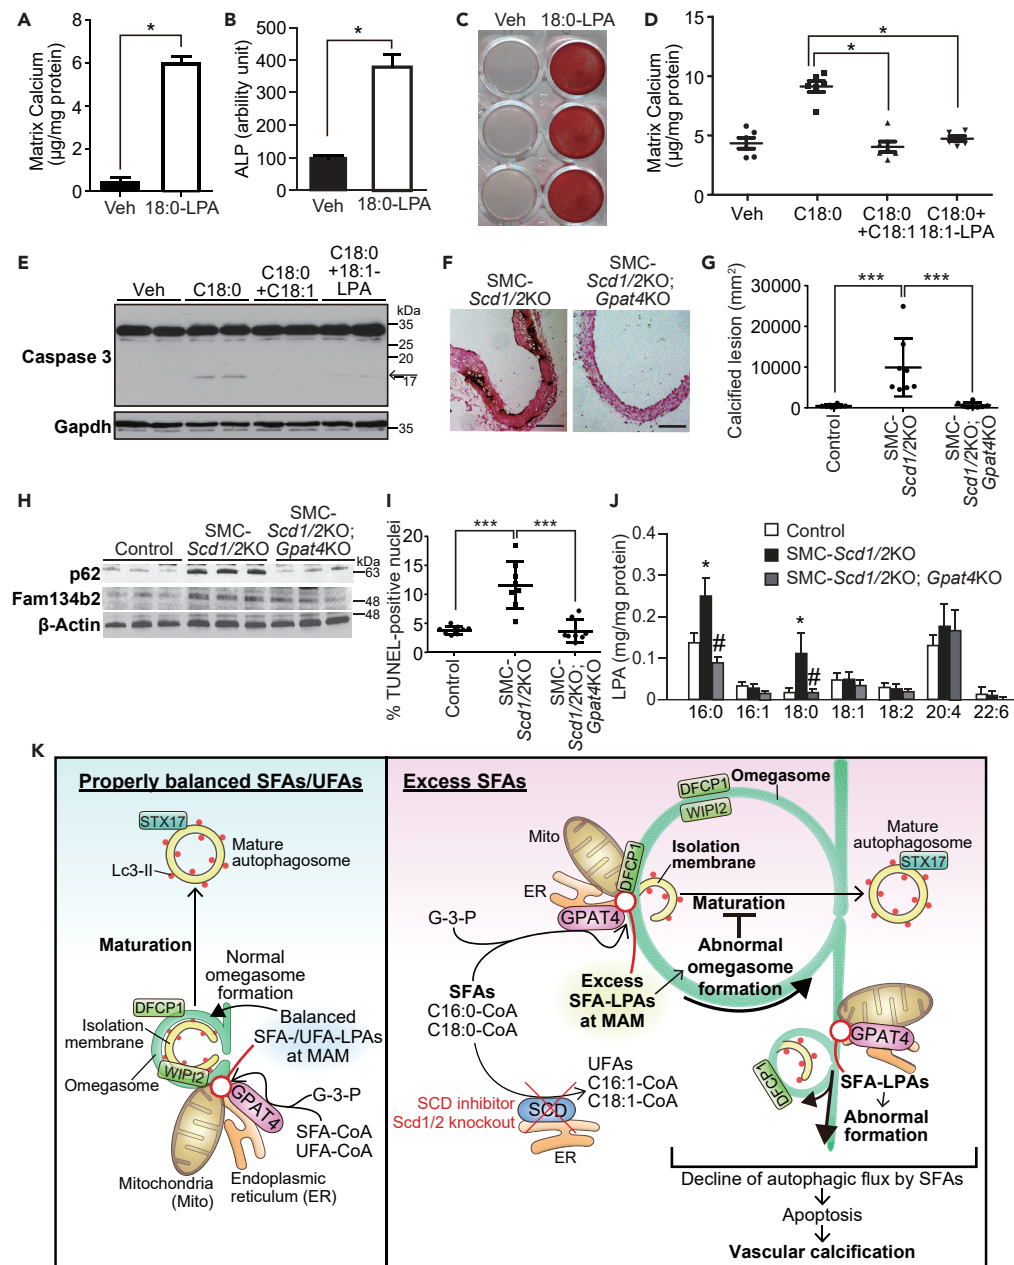 A
Matrix Calcium
(µg/mg protein)
8
6
4
2
0
*
Veh
18:0-LPA
B
ALP (arbility unit)
500
400
300
200
100
0
*
Veh
18:0-LPA
C
Veh 18:0-LPA
D
Matrix Calcium
(µg/mg protein)
15
10
5
0
*
*
Veh
C18:0
C18:0
+C18:1
C18:0+
18:1-LPA
E
Veh
C18:0
C18:0
+C18:1
C18:0
+18:1-
LPA
kDa
Caspase 3
35
25
20
17
Gapdh
35
F
SMC-
Scd1/2KO
SMC-
Scd1/2KO;
Gpat4KO
G
Calcified lesion (mm²)
30000
20000
10000
0
***
***
Control
SMC-
Scd1/2KO
SMC-
Scd1/2KO;
Gpat4KO
H
Control
SMC-
Scd1/2KO
SMC-
Scd1/2KO;
Gpat4KO
kDa
p62
63
Fam134b2
48
β-Actin
48
I
% TUNEL-positive nuclei
20
15
10
5
0
***
***
Control
SMC-
Scd1/2KO
SMC-
Scd1/2KO;
Gpat4KO
J
LPA (mg/mg protein)
0.4
0.3
0.2
0.1
0
Control
SMC-Scd1/2KO
SMC-Scd1/2KO; Gpat4KO
*
#
*
#
16:0
16:1
18:0
18:1
18:2
20:4
22:6
K
Properly balanced SFAs/UFAs
STX17
Lc3-II
Mature
autophagosome
Maturation
Normal
omegasome
formation
DFCP1
Isolation
membrane
Omegasome
WIPI2
Balanced
SFA-/UFA-LPAs
at MAM
GPAT4
G-3-P
SFA-CoA
UFA-CoA
Mitochondria
(Mito)
Endoplasmic
reticulum (ER)
Excess SFAs
DFCP1
WIPI2
Omegasome
Mito
DFCP1
Isolation
membrane
ER
GPAT4
Maturation
Mature
autophagosome
STX17
G-3-P
Abnormal
omegasome
formation
Excess
SFA-LPAs
at MAM
SFAs
C16:0-CoA
C18:0-CoA
UFAs
C16:1-CoA
C18:1-CoA
SCD inhibitor
Scd1/2 knockout
SCD
ER
GPAT4
DFCP1
SFA-LPAs
Abnormal
formation
Decline of autophagic flux by SFAs
Apoptosis
Vascular calcification